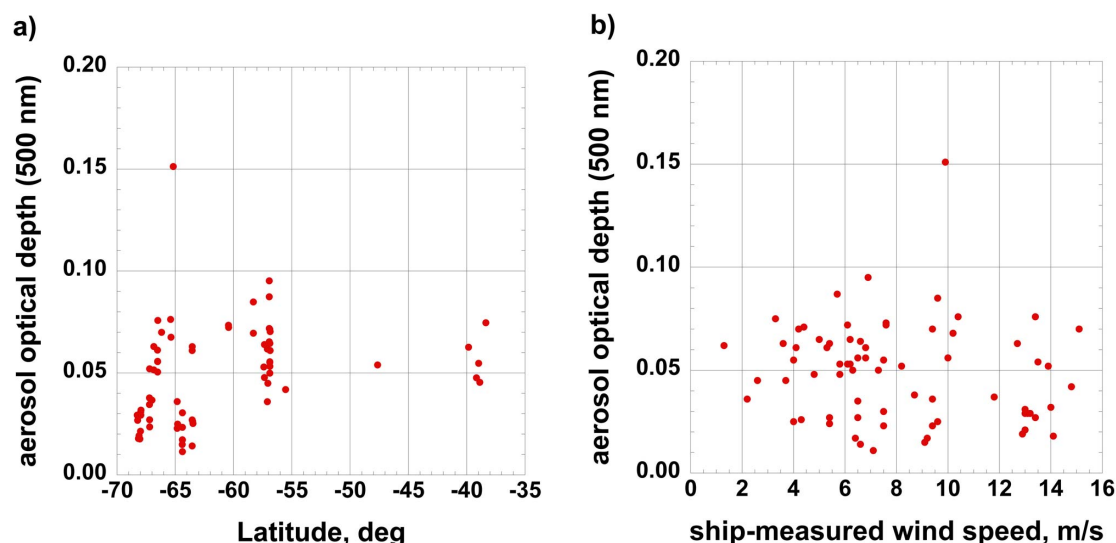 a)
aerosol optical depth (500 nm)
0.20
0.15
0.10
0.05
0.00
-70 -65 -60 -55 -50 -45 -40 -35
Latitude, deg
b)
aerosol optical depth (500 nm)
0.20
0.15
0.10
0.05
0.00
0 2 4 6 8 10 12 14 16
ship-measured wind speed, m/s